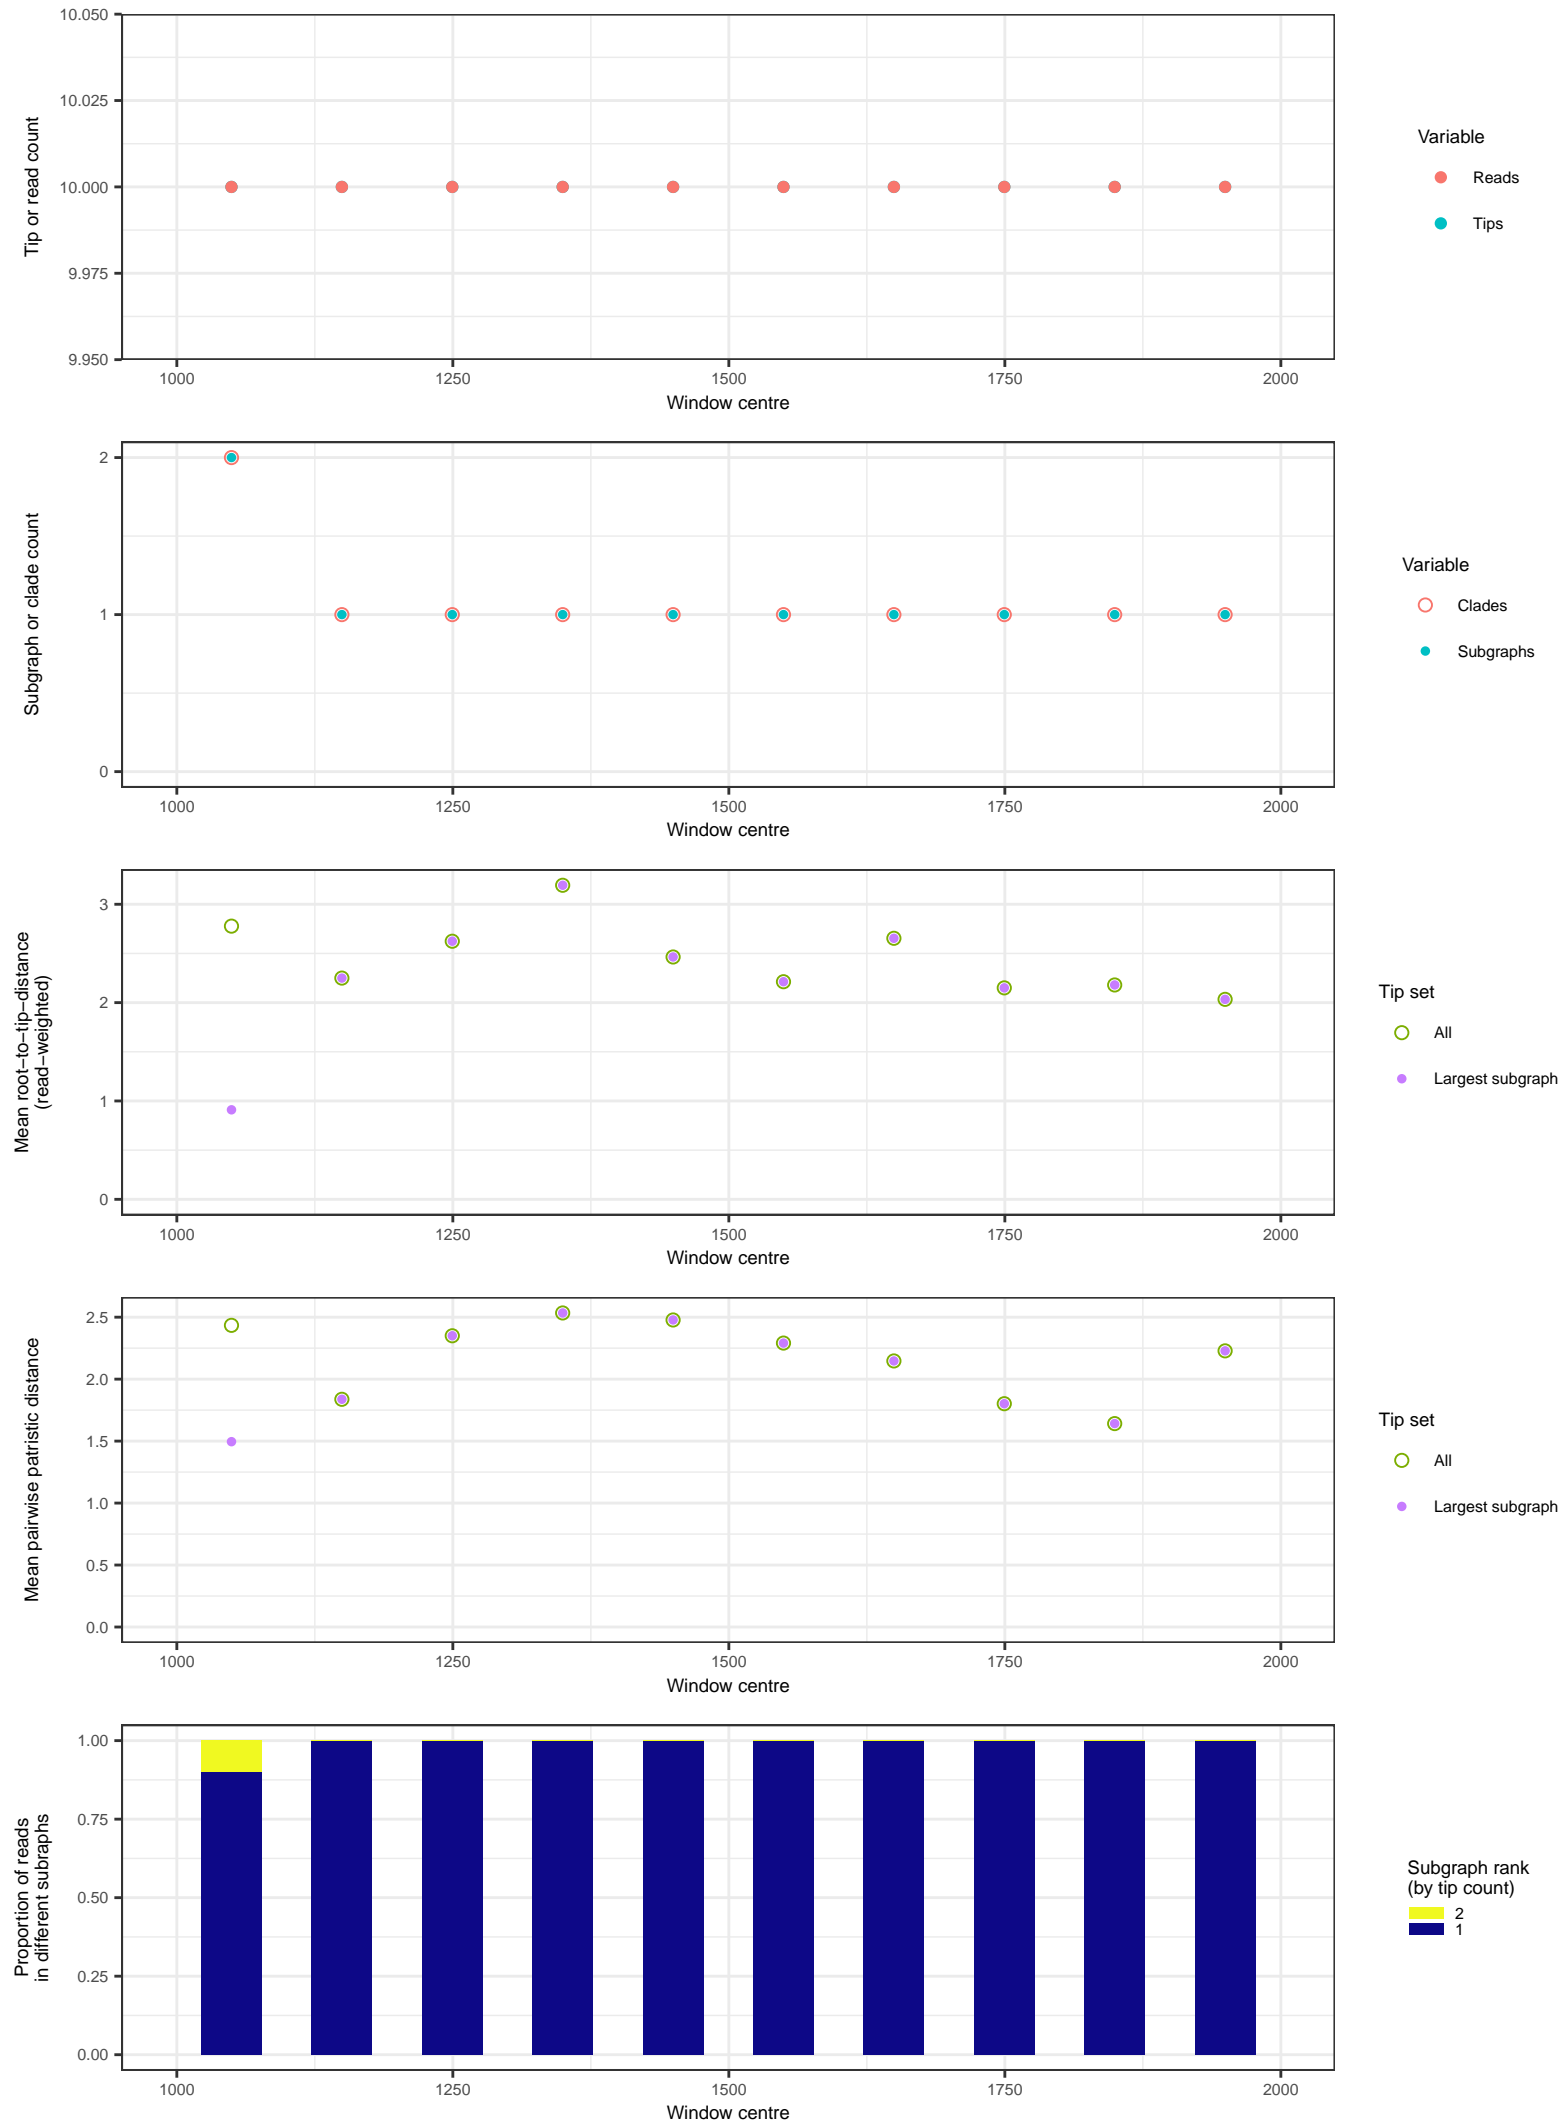 10.050
10.025
10.000
9.975
9.950
Tip or read count
1000 1250 1500 1750 2000
Window centre
Variable
Reads
Tips
2
1
0
Subgraph or clade count
1000 1250 1500 1750 2000
Window centre
Variable
Clades
Subgraphs
3
2
1
0
Mean root−to−tip−distance
(read−weighted)
1000 1250 1500 1750 2000
Window centre
Tip set
All
Largest subgraph
2.5
2.0
1.5
1.0
0.5
0.0
Mean pairwise patristic distance
1000 1250 1500 1750 2000
Window centre
Tip set
All
Largest subgraph
1.00
0.75
0.50
0.25
0.00
Proportion of reads
in different subraphs
1000 1250 1500 1750 2000
Window centre
Subgraph rank
(by tip count)
2
1